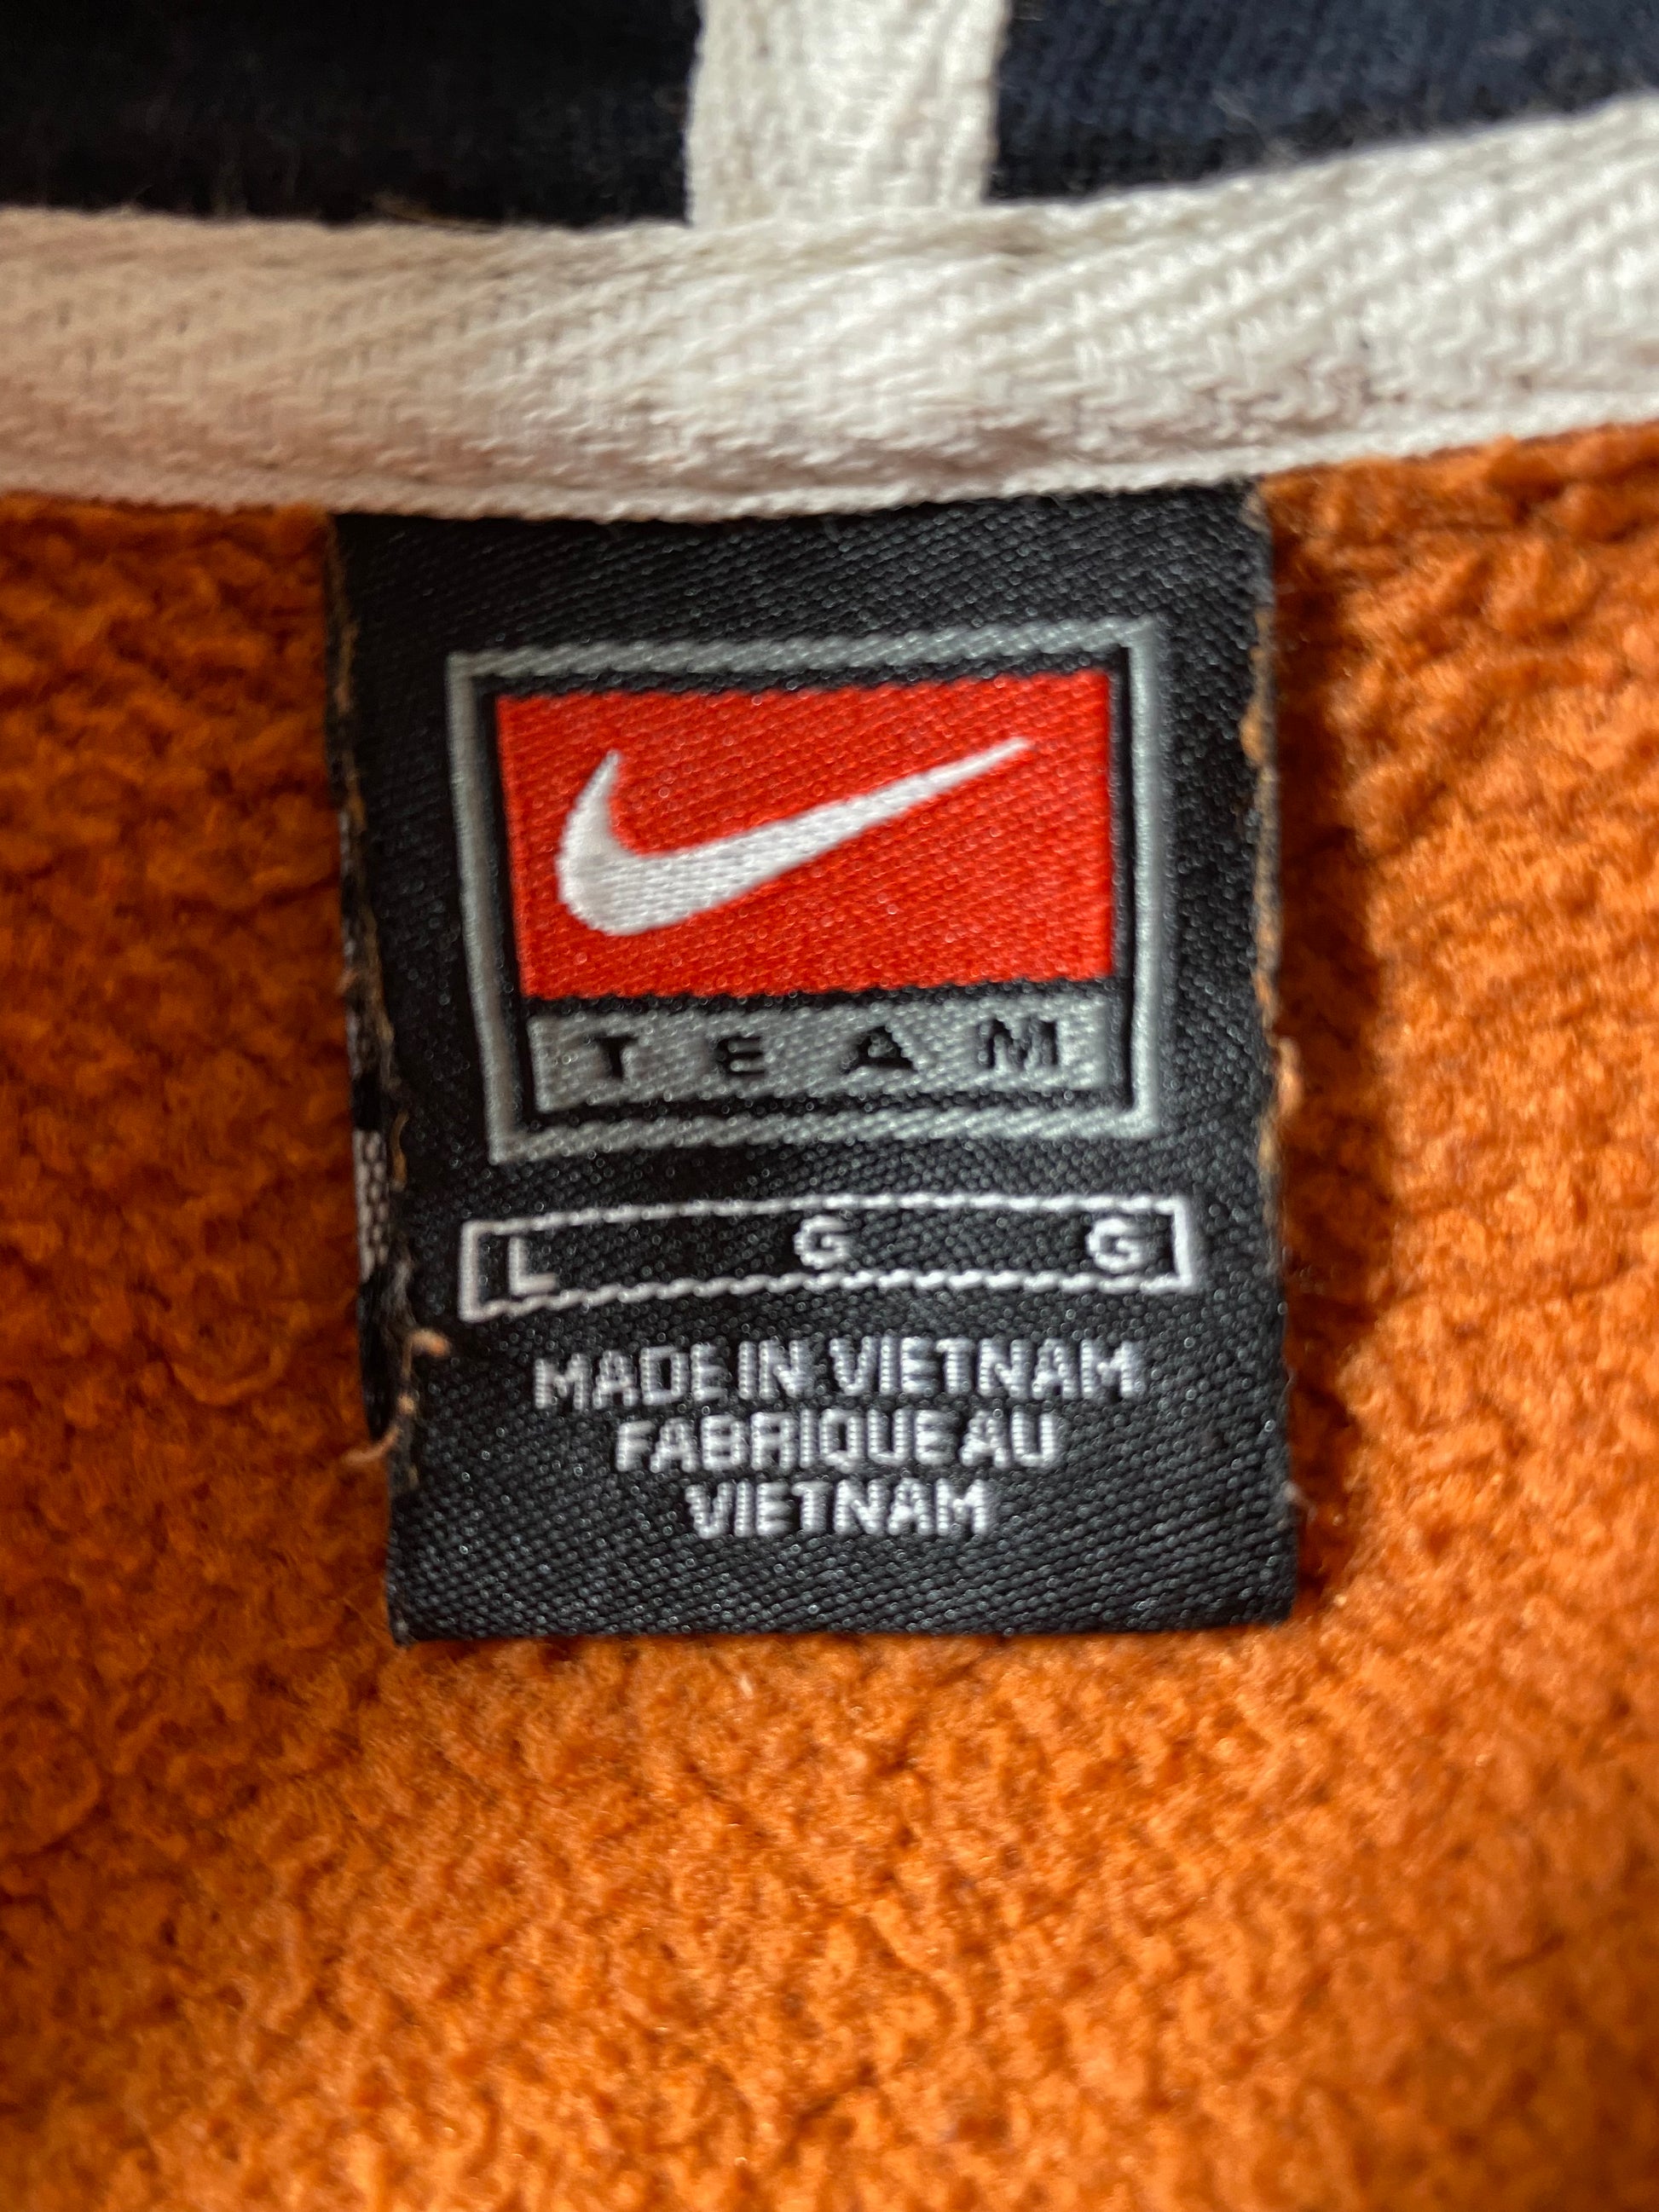 TEAM
L G G
MADE IN VIETNAM
FABRIQUE AU
VIETNAM